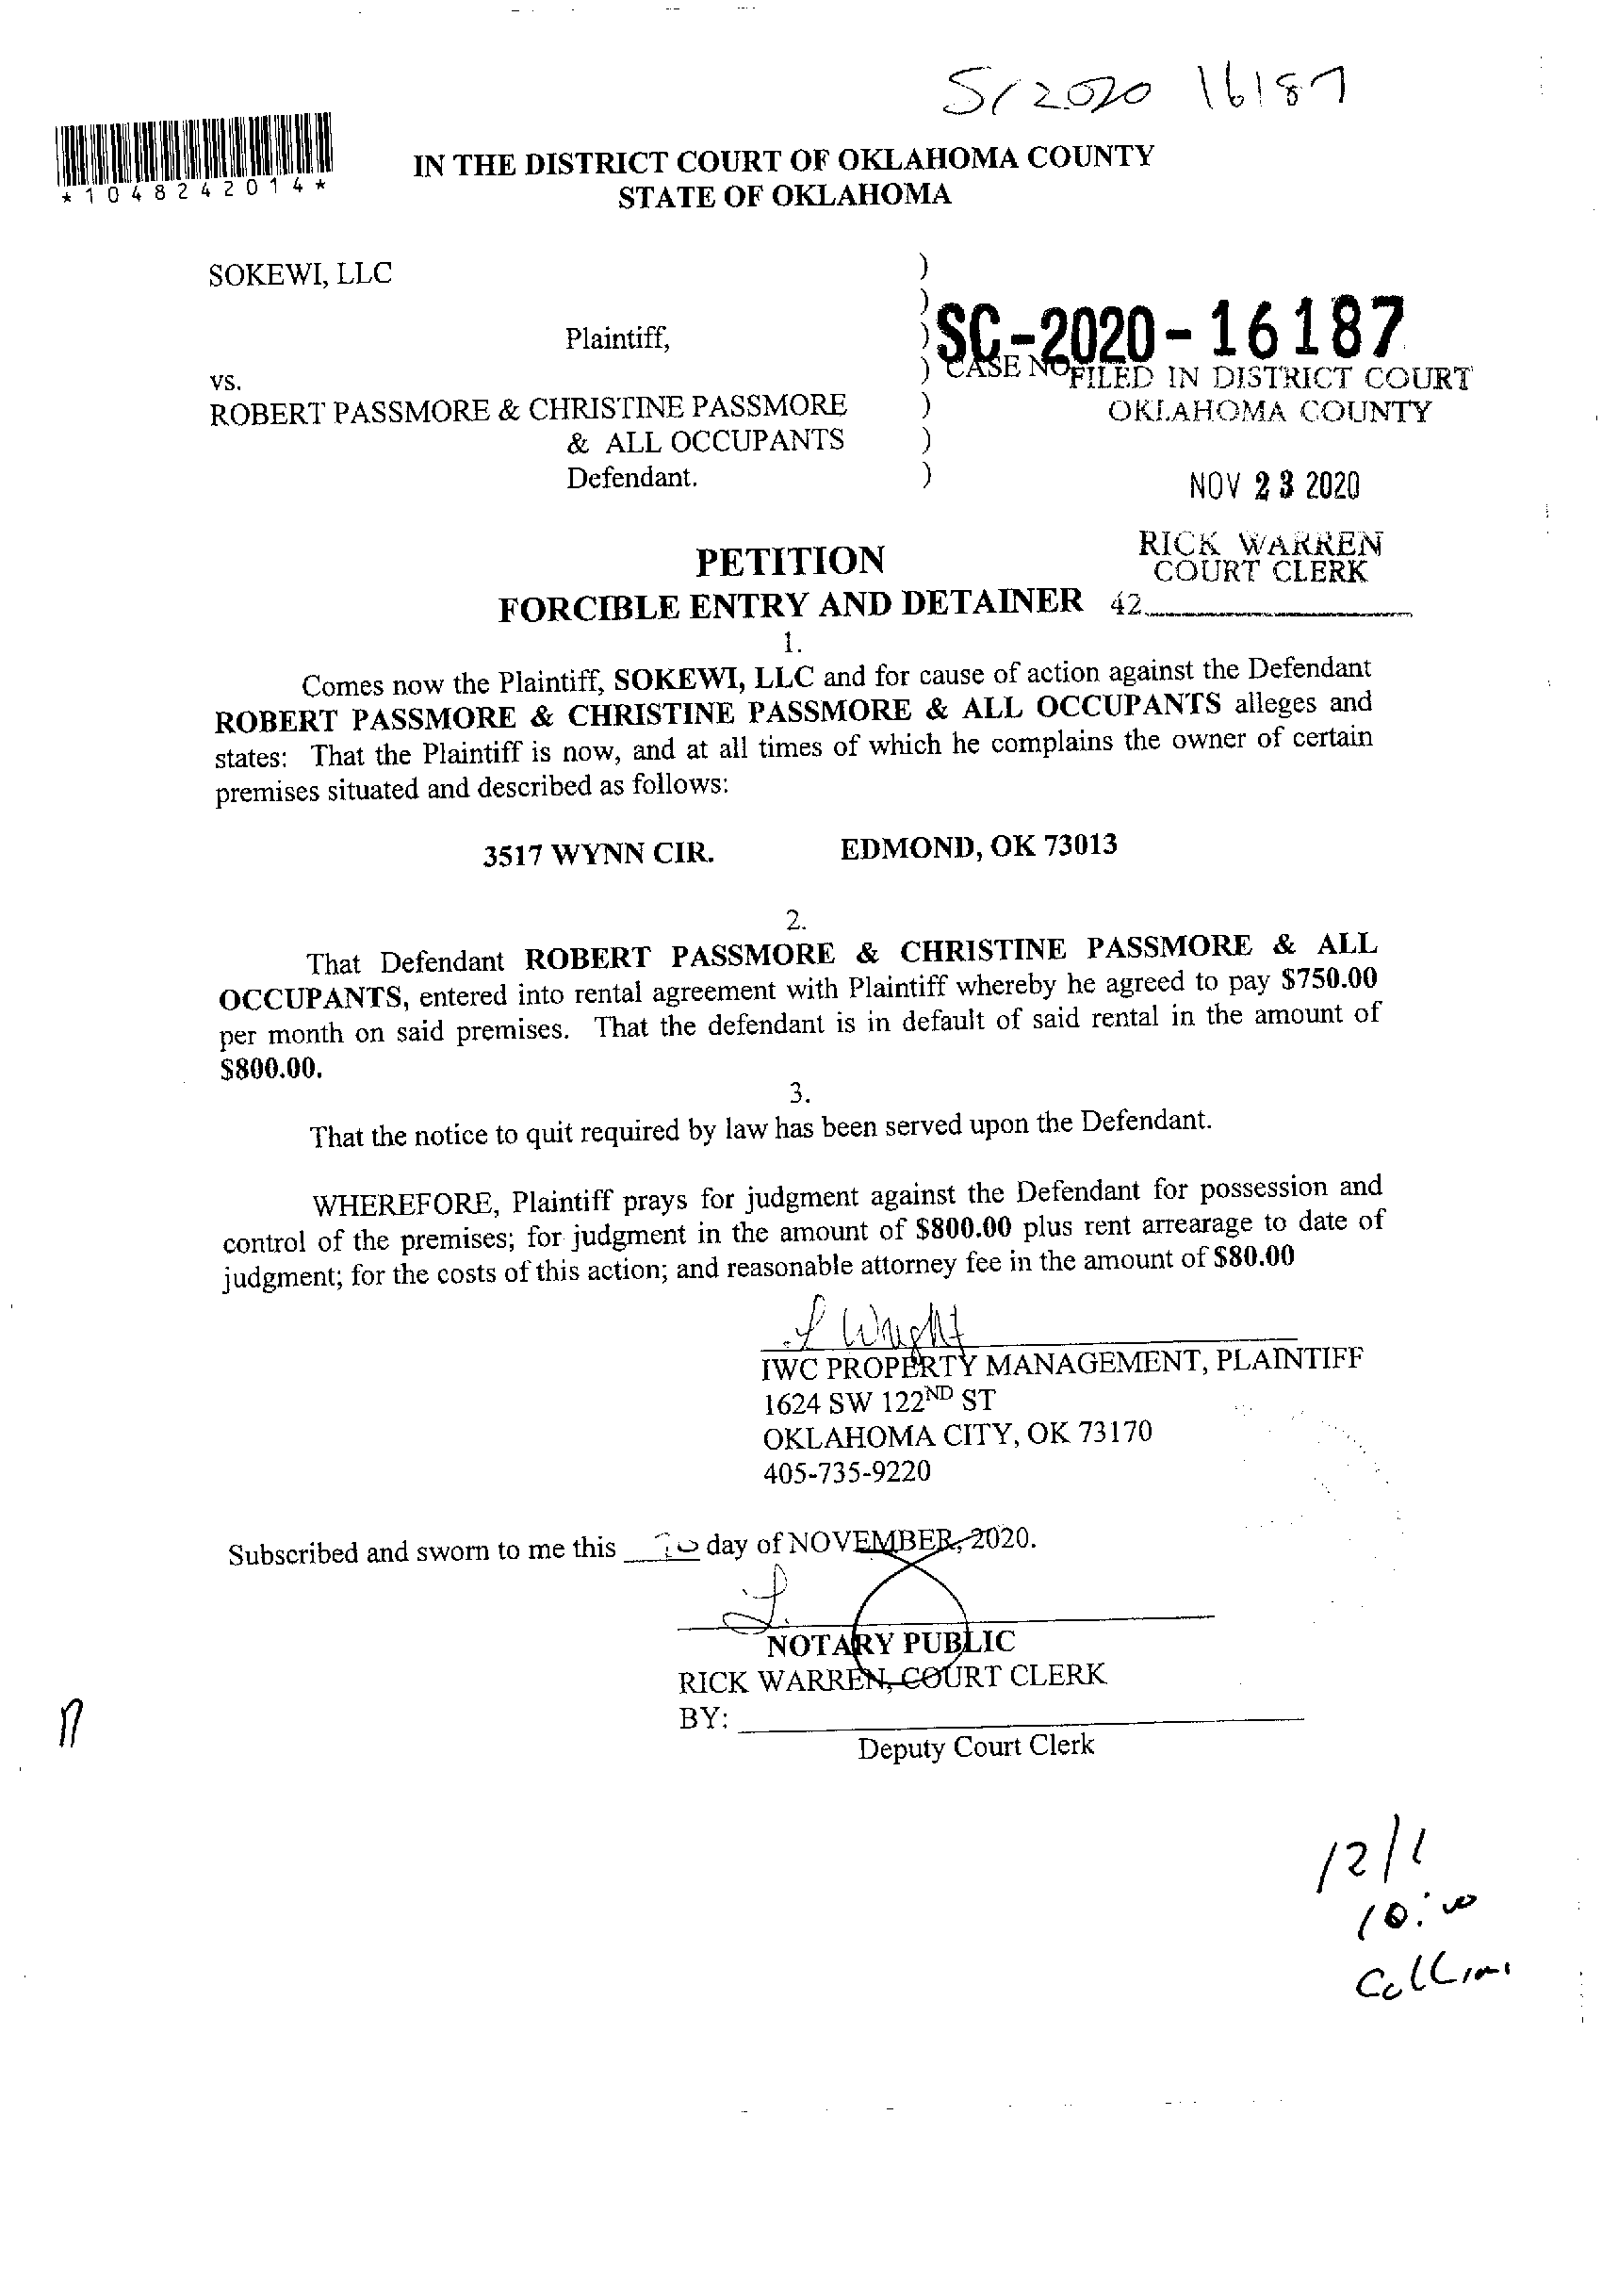 SC 2020 16187
*1048242014*
IN THE DISTRICT COURT OF OKLAHOMA COUNTY
STATE OF OKLAHOMA
SOKEWI, LLC )
)
Plaintiff, ) SC-2020-16187
) CASE NO
vs.
FILED IN DISTRICT COURT
ROBERT PASSMORE & CHRISTINE PASSMORE )
OKLAHOMA COUNTY
& ALL OCCUPANTS )
Defendant. )
NOV 23 2020
RICK WARREN
COURT CLERK
42
PETITION
FORCIBLE ENTRY AND DETAINER
1.
Comes now the Plaintiff, SOKEWI, LLC and for cause of action against the Defendant
ROBERT PASSMORE & CHRISTINE PASSMORE & ALL OCCUPANTS alleges and
states: That the Plaintiff is now, and at all times of which he complains the owner of certain
premises situated and described as follows:
3517 WYNN CIR. EDMOND, OK 73013
2.
That Defendant ROBERT PASSMORE & CHRISTINE PASSMORE & ALL
OCCUPANTS, entered into rental agreement with Plaintiff whereby he agreed to pay $750.00
per month on said premises. That the defendant is in default of said rental in the amount of
$800.00.
3.
That the notice to quit required by law has been served upon the Defendant.
WHEREFORE, Plaintiff prays for judgment against the Defendant for possession and
control of the premises; for judgment in the amount of $800.00 plus rent arrearage to date of
judgment; for the costs of this action; and reasonable attorney fee in the amount of $80.00
L Wright
IWC PROPERTY MANAGEMENT, PLAINTIFF
1624 SW 122ND ST
OKLAHOMA CITY, OK 73170
405-735-9220
Subscribed and sworn to me this day of NOVEMBER, 2020.
NOTARY PUBLIC
RICK WARREN, COURT CLERK
BY:
Deputy Court Clerk
12/1
10:00
Collins